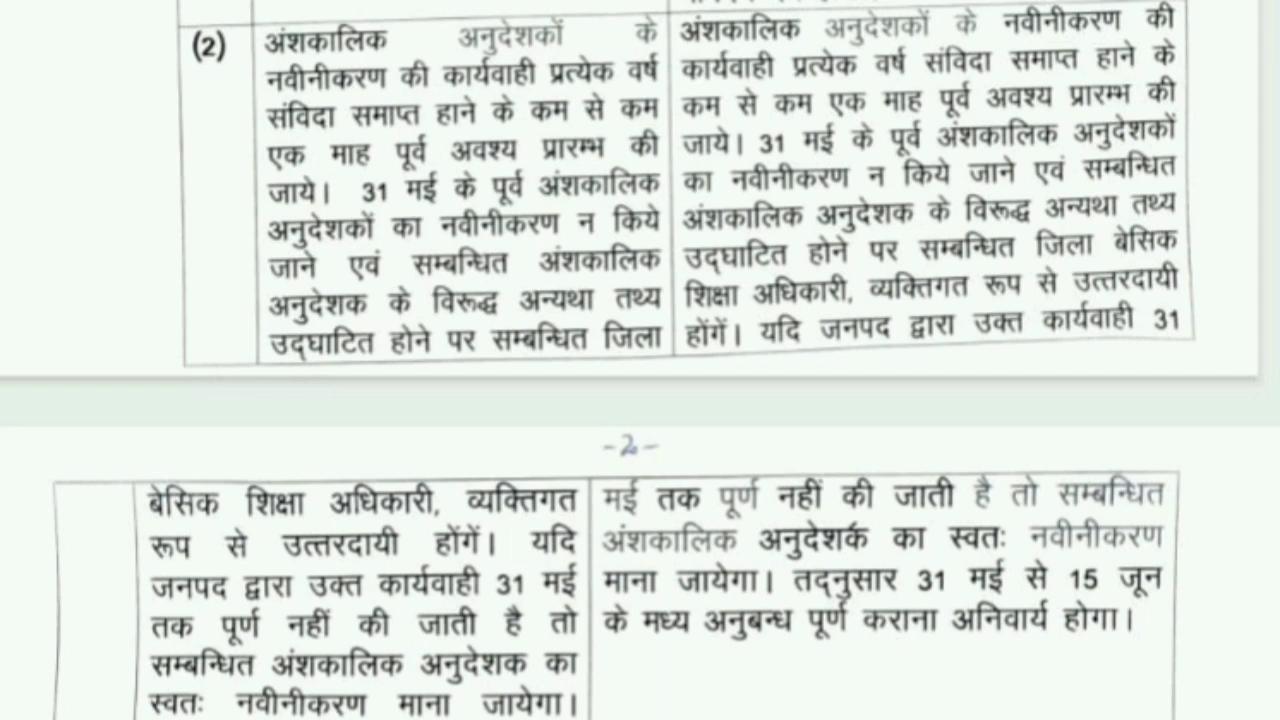 (2)
अंशकालिक अनुदेशकों के
नवीनीकरण की कार्यवाही प्रत्येक वर्ष
संविदा समाप्त हाने के कम से कम
एक माह पूर्व अवश्य प्रारम्भ की
जाये। 31 मई के पूर्व अंशकालिक
अनुदेशकों का नवीनीकरण न किये
जाने एवं सम्बन्धित अंशकालिक
अनुदेशक के विरूद्ध अन्यथा तथ्य
उद्घाटित होने पर सम्बन्धित जिला
अंशकालिक अनुदेशकों के नवीनीकरण की
कार्यवाही प्रत्येक वर्ष संविदा समाप्त हाने के
कम से कम एक माह पूर्व अवश्य प्रारम्भ की
जाये। 31 मई के पूर्व अंशकालिक अनुदेशकों
का नवीनीकरण न किये जाने एवं सम्बन्धित
अंशकालिक अनुदेशक के विरूद्ध अन्यथा तथ्य
उद्घाटित होने पर सम्बन्धित जिला बेसिक
शिक्षा अधिकारी, व्यक्तिगत रूप से उत्तरदायी
होंगें। यदि जनपद द्वारा उक्त कार्यवाही 31
-2-
बेसिक शिक्षा अधिकारी, व्यक्तिगत
रूप से उत्तरदायी होंगें। यदि
जनपद द्वारा उक्त कार्यवाही 31 मई
तक पूर्ण नहीं की जाती है तो
सम्बन्धित अंशकालिक अनुदेशक का
स्वतः नवीनीकरण माना जायेगा।
मई तक पूर्ण नहीं की जाती है तो सम्बन्धित
अंशकालिक अनुदेशक का स्वतः नवीनीकरण
माना जायेगा। तद्नुसार 31 मई से 15 जून
के मध्य अनुबन्ध पूर्ण कराना अनिवार्य होगा।